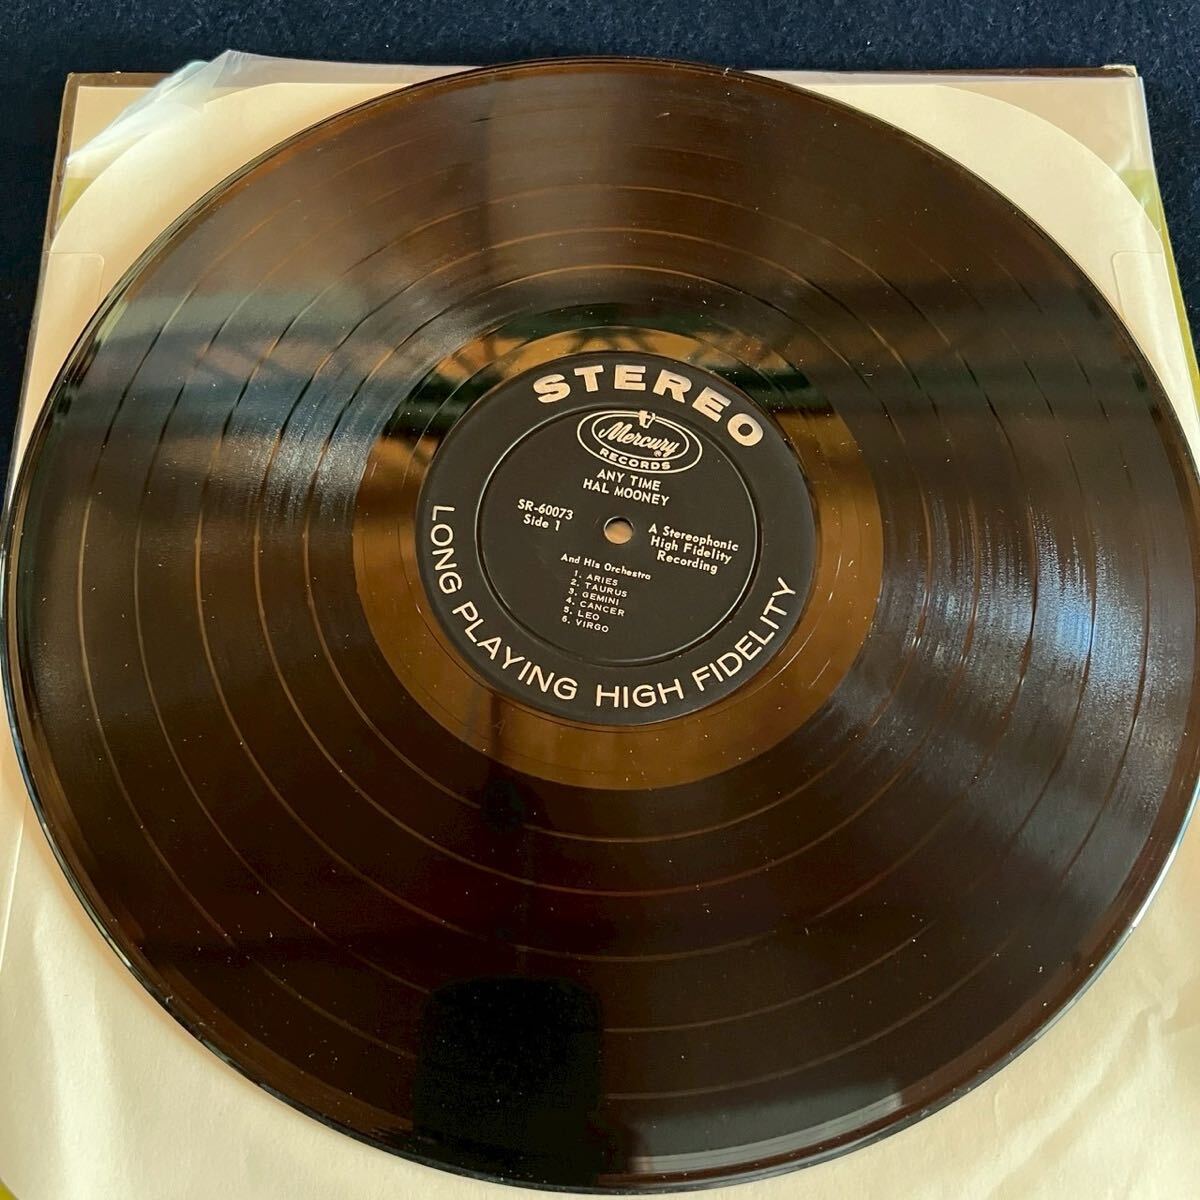 STEREO
Mercury
RECORDS
ANY TIME
HAL MOONEY
SR-60073
Side 1
A Stereophonic
High Fidelity
Recording
And His Orchestra
1. ARIES
2. TAURUS
3. GEMINI
4. CANCER
5. LEO
6. VIRGO
LONG PLAYING HIGH FIDELITY